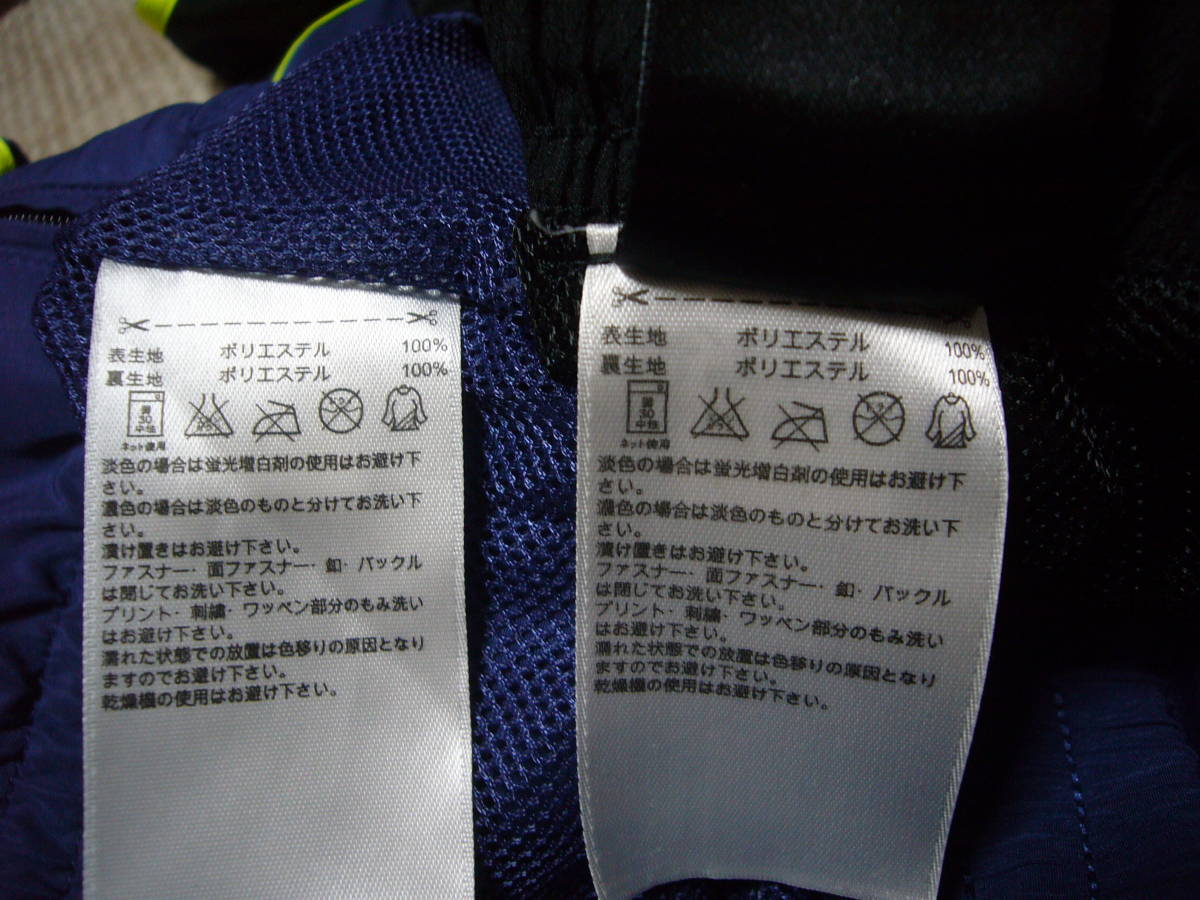 表生地 ポリエステル 100%
裏生地 ポリエステル 100%
30
中性
ネット使用
淡色の場合は蛍光増白剤の使用はお避け下
さい。
濃色の場合は淡色のものと分けてお洗い下
さい。
漬け置きはお避け下さい。
ファスナー・面ファスナー・釦・バックル
は閉じてお洗い下さい。
プリント・刺繍・ワッペン部分のもみ洗い
はお避け下さい。
濡れた状態での放置は色移りの原因となり
ますのでお避け下さい。
乾燥機の使用はお避け下さい。
表生地 ポリエステル 100%
裏生地 ポリエステル 100%
30
中性
ネット使用
淡色の場合は蛍光増白剤の使用はお避け下
さい。
濃色の場合は淡色のものと分けてお洗い下
さい。
漬け置きはお避け下さい。
ファスナー・面ファスナー・釦・バックル
は閉じてお洗い下さい。
プリント・刺繍・ワッペン部分のもみ洗い
はお避け下さい。
濡れた状態での放置は色移りの原因となり
ますのでお避け下さい。
乾燥機の使用はお避け下さい。